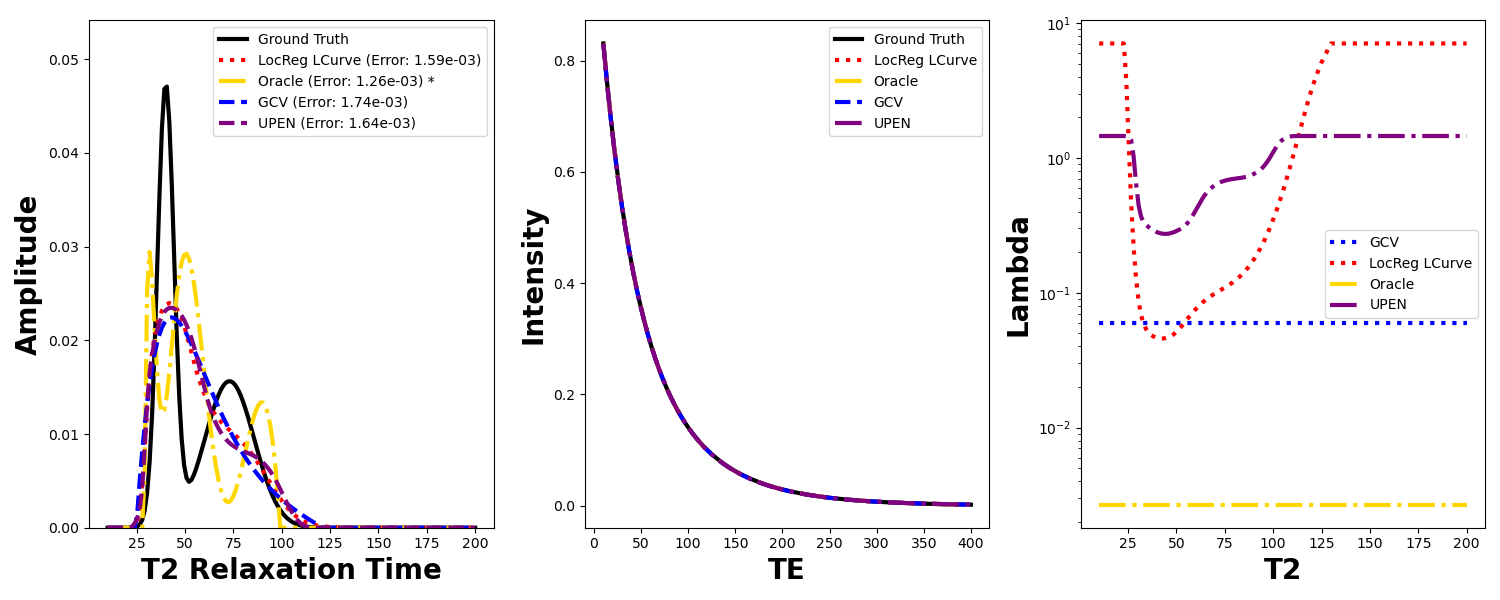 Amplitude
0.05
0.04
0.03
0.02
0.01
0.00
Ground Truth
LocReg LCurve (Error: 1.59e-03)
Oracle (Error: 1.26e-03) *
GCV (Error: 1.74e-03)
UPEN (Error: 1.64e-03)
25 50 75 100 125 150 175 200
T2 Relaxation Time
Intensity
0.8
0.6
0.4
0.2
0.0
Ground Truth
LocReg LCurve
Oracle
GCV
UPEN
0 50 100 150 200 250 300 350 400
TE
Lambda
10^1
10^0
10^-1
10^-2
GCV
LocReg LCurve
Oracle
UPEN
25 50 75 100 125 150 175 200
T2